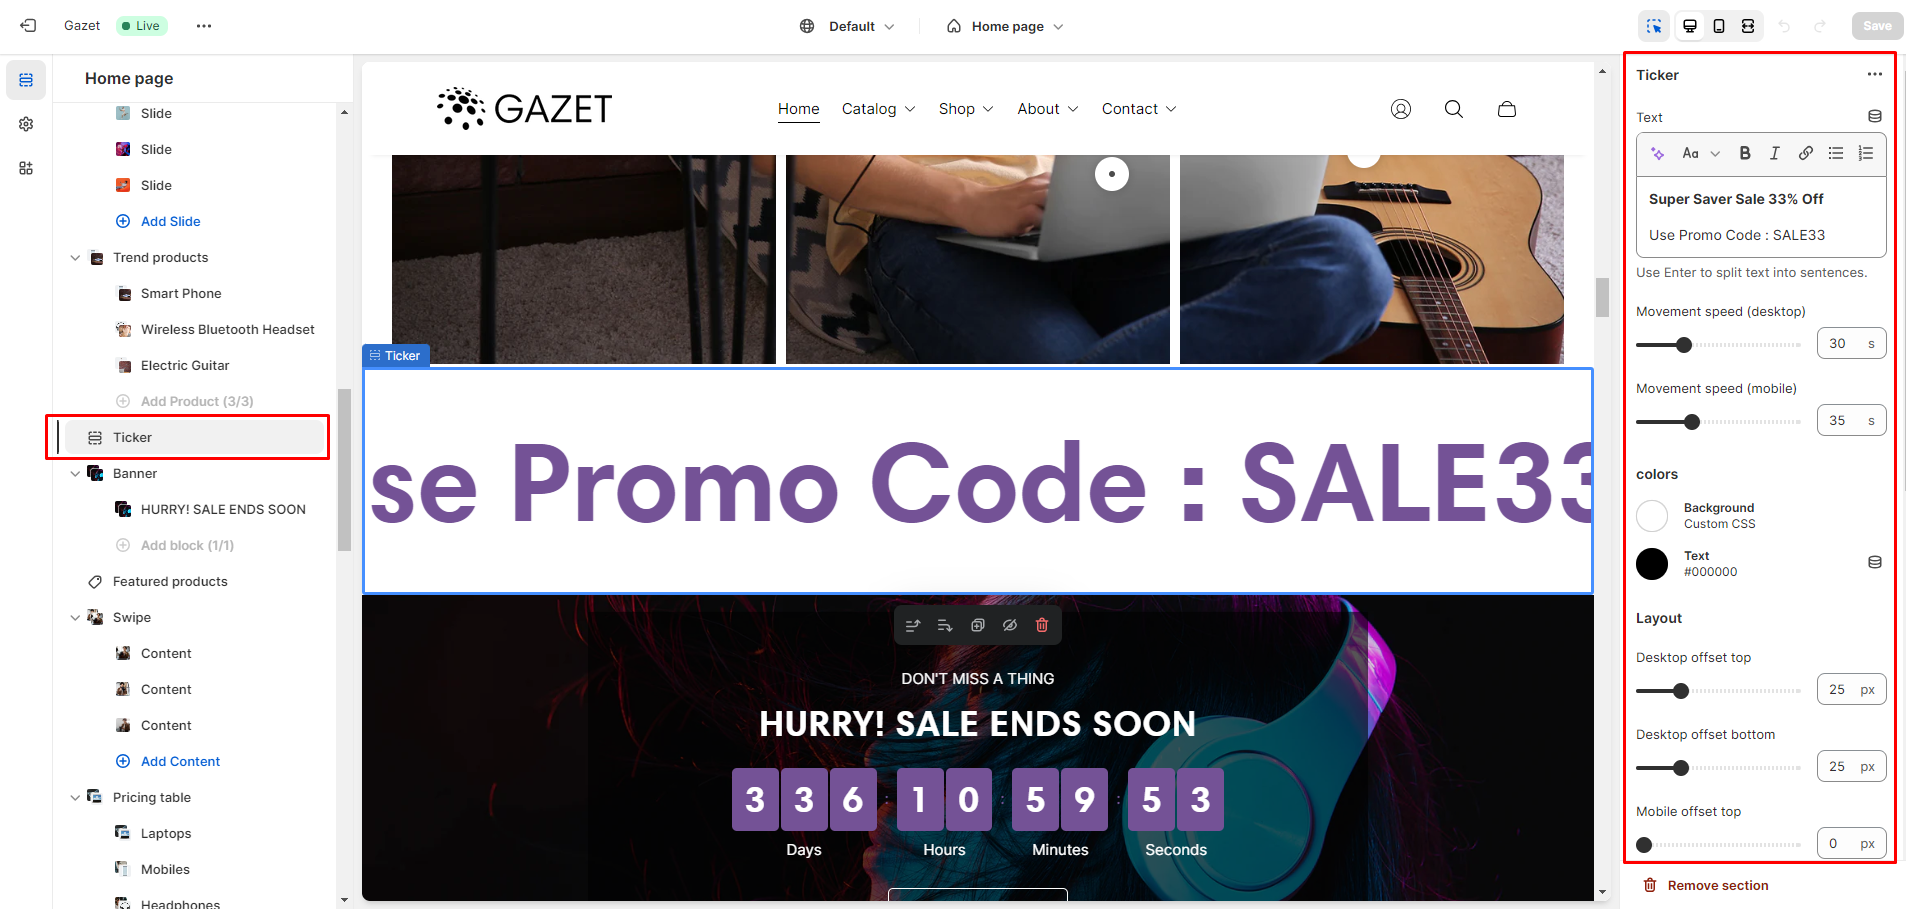 Gazet
Live
Default
Home page
Save
Home page
Slide
Slide
Slide
Add Slide
Trend products
Smart Phone
Wireless Bluetooth Headset
Electric Guitar
Add Product (3/3)
Ticker
Banner
HURRY! SALE ENDS SOON
Add block (1/1)
Featured products
Swipe
Content
Content
Content
Add Content
Pricing table
Laptops
Mobiles
Headphones
GAZET
Home
Catalog
Shop
About
Contact
Ticker
se Promo Code : SALE33
DON'T MISS A THING
HURRY! SALE ENDS SOON
3 3 6 : 1 0 : 5 9 : 5 3
Days Hours Minutes Seconds
Ticker
Text
Aa
B
I
Super Saver Sale 33% Off
Use Promo Code : SALE33
Use Enter to split text into sentences.
Movement speed (desktop)
30 s
Movement speed (mobile)
35 s
colors
Background
Custom CSS
Text
#000000
Layout
Desktop offset top
25 px
Desktop offset bottom
25 px
Mobile offset top
0 px
Remove section